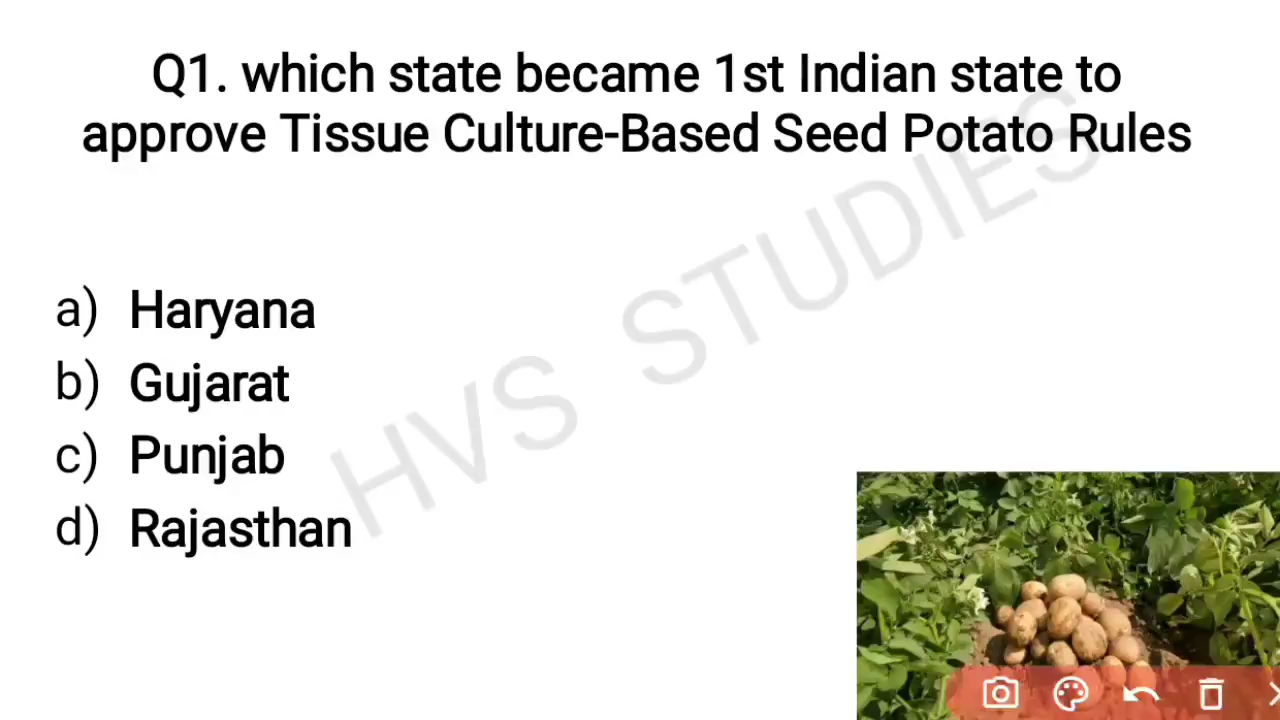 Q1. which state became 1st Indian state to
approve Tissue Culture-Based Seed Potato Rules
a) Haryana
b) Gujarat
c) Punjab
d) Rajasthan
HVS STUDIES